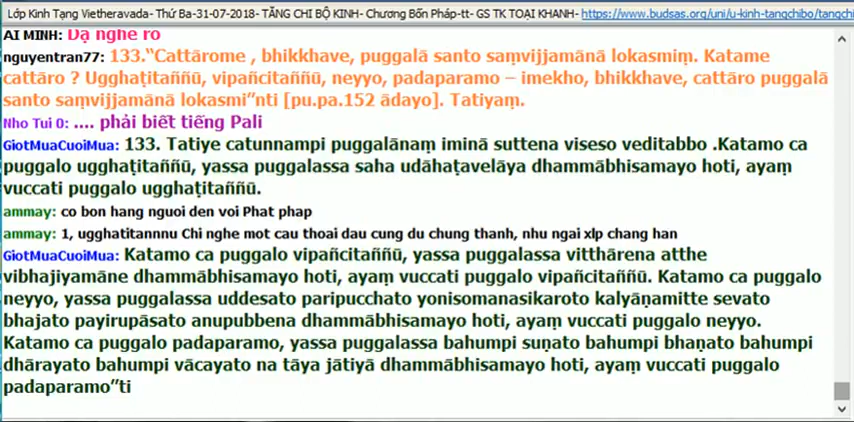 Lớp Kinh Tạng Vietheravada- Thứ Ba-31-07-2018- TĂNG CHI BỘ KINH- Chương Bốn Pháp-tt- GS TK TOẠI KHANH- https://www.budsas.org/uni/u-kinh-tangchibo/tangchi
AI MINH: Dạ nghe rõ
nguyentran77: 133."Cattārome , bhikkhave, puggalā santo saṃvijjamānā lokasmiṃ. Katame
cattāro ? Ugghaṭitaññū, vipañcitaññū, neyyo, padaparamo – imekho, bhikkhave, cattāro puggalā
santo saṃvijjamānā lokasmi"nti [pu.pa.152 ādayo]. Tatiyaṃ.
Nho Tui 0: .... phải biết tiếng Pali
GiotMuaCuoiMua: 133. Tatiye catunnampi puggalānaṃ iminā suttena viseso veditabbo .Katamo ca
puggalo ugghaṭitaññū, yassa puggalassa saha udāhaṭavelāya dhammābhisamayo hoti, ayaṃ
vuccati puggalo ugghaṭitaññū.
ammay: co bon hang nguoi den voi Phat phap
ammay: 1, ugghatitannnu Chi nghe mot cau thoai dau cung du chung thanh, nhu ngai xlp chang han
GiotMuaCuoiMua: Katamo ca puggalo vipañcitaññū, yassa puggalassa vitthārena atthe
vibhajiyamāne dhammābhisamayo hoti, ayaṃ vuccati puggalo vipañcitaññū. Katamo ca puggalo
neyyo, yassa puggalassa uddesato paripucchato yonisomanasikaroto kalyāṇamitte sevato
bhajato payirupāsato anupubbena dhammābhisamayo hoti, ayaṃ vuccati puggalo neyyo.
Katamo ca puggalo padaparamo, yassa puggalassa bahumpi suṇato bahumpi bhaṇato bahumpi
dhārayato bahumpi vācayato na tāya jātiyā dhammābhisamayo hoti, ayaṃ vuccati puggalo
padaparamo"ti